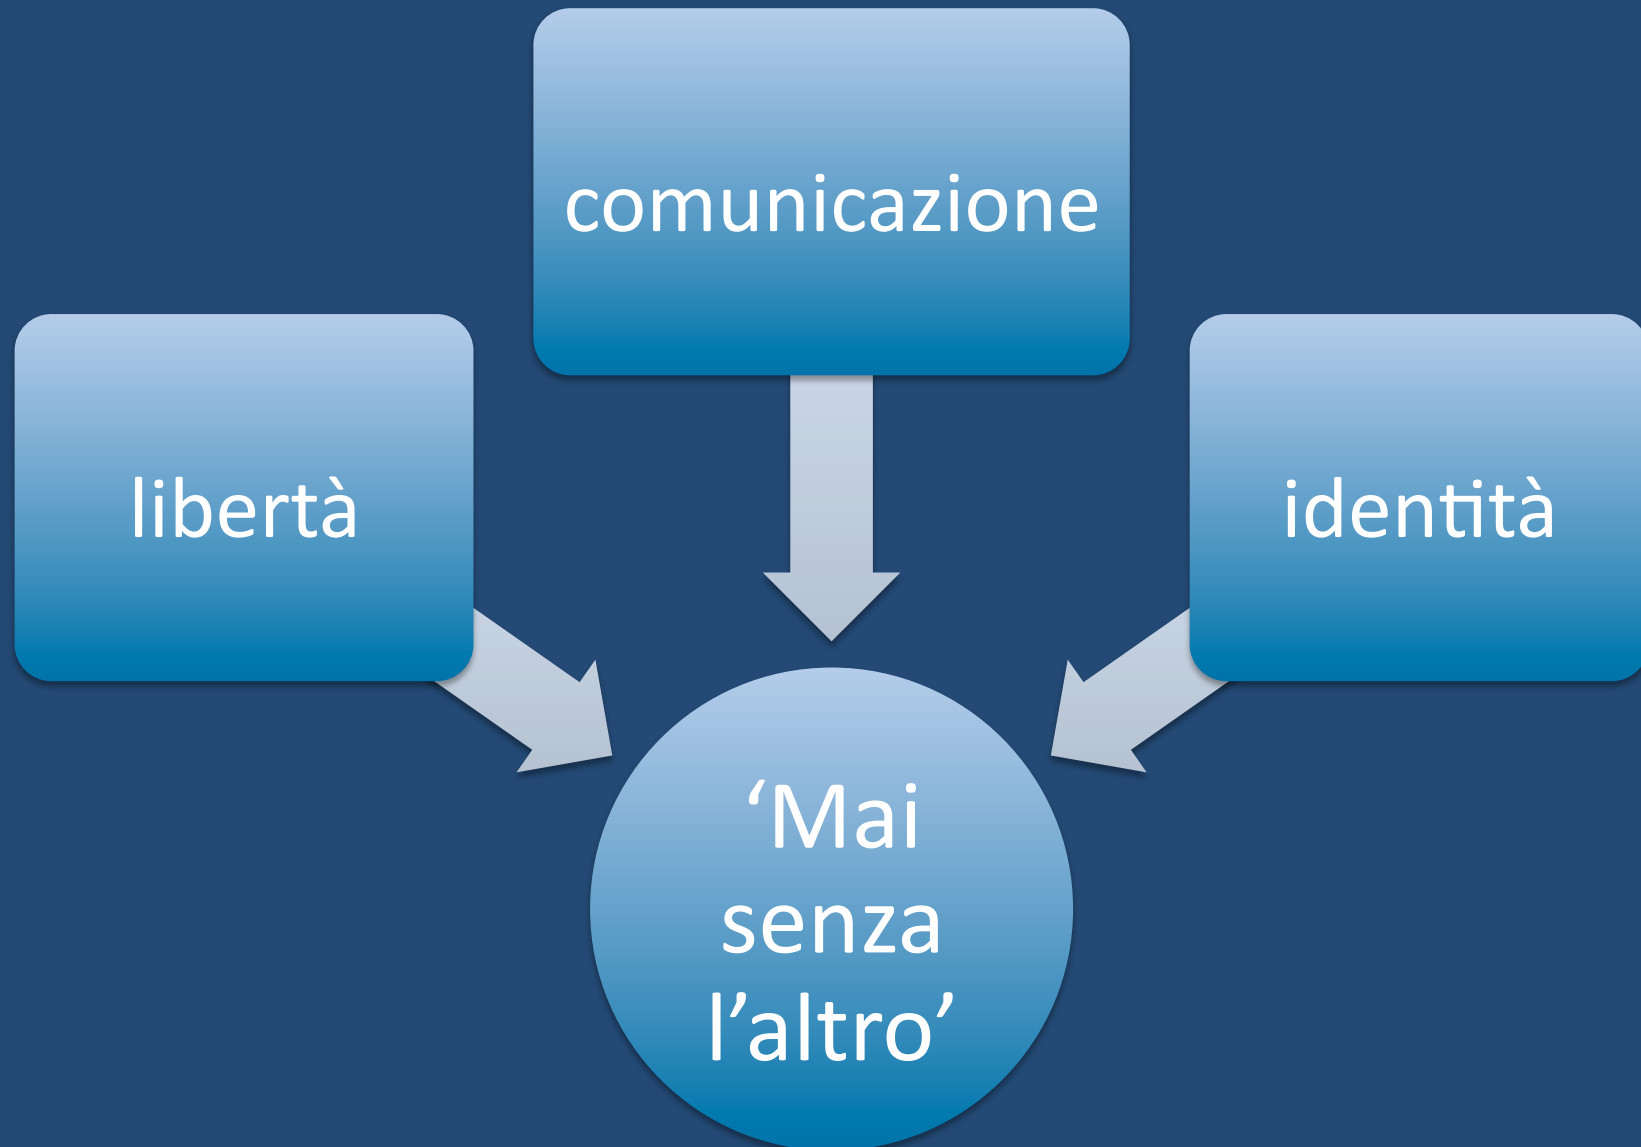 comunicazione
libertà
identità
‘Mai
senza
l’altro’